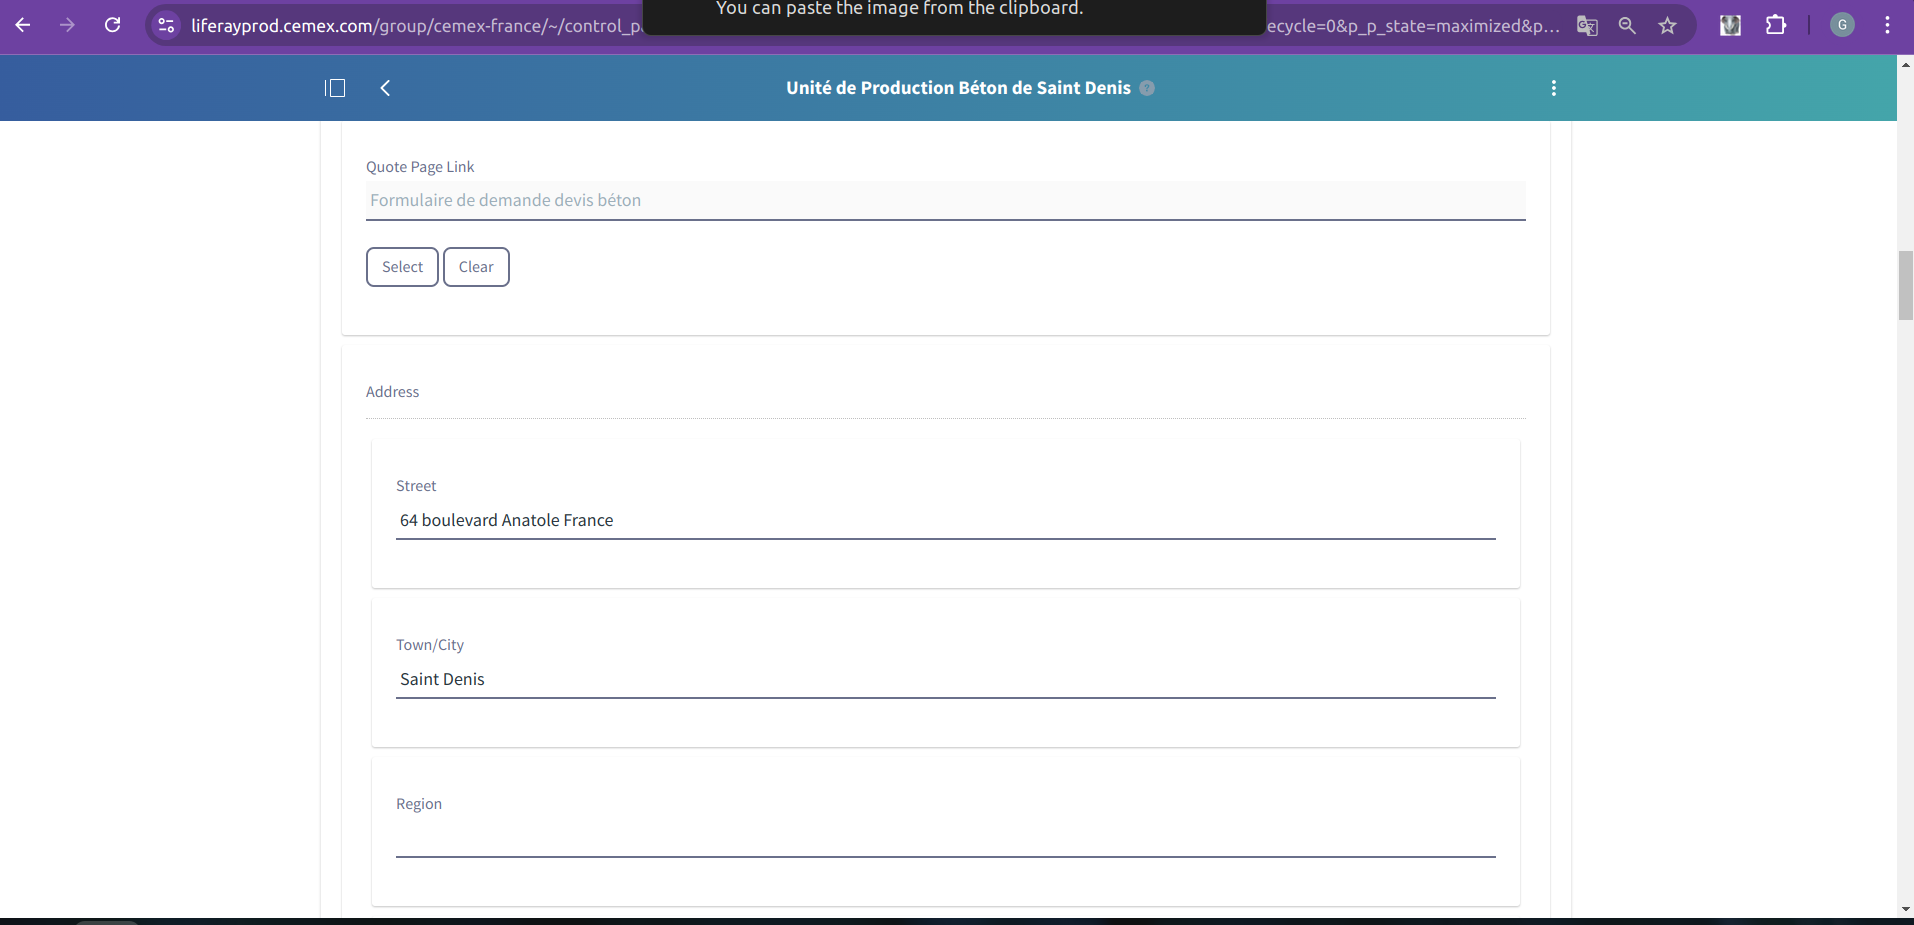 You can paste the image from the clipboard.
liferayprod.cemex.com/group/cemex-france/~/control_p
ecycle=0&p_p_state=maximized&p...
G
Unité de Production Béton de Saint Denis
Quote Page Link
Formulaire de demande devis béton
Select Clear
Address
Street
64 boulevard Anatole France
Town/City
Saint Denis
Region